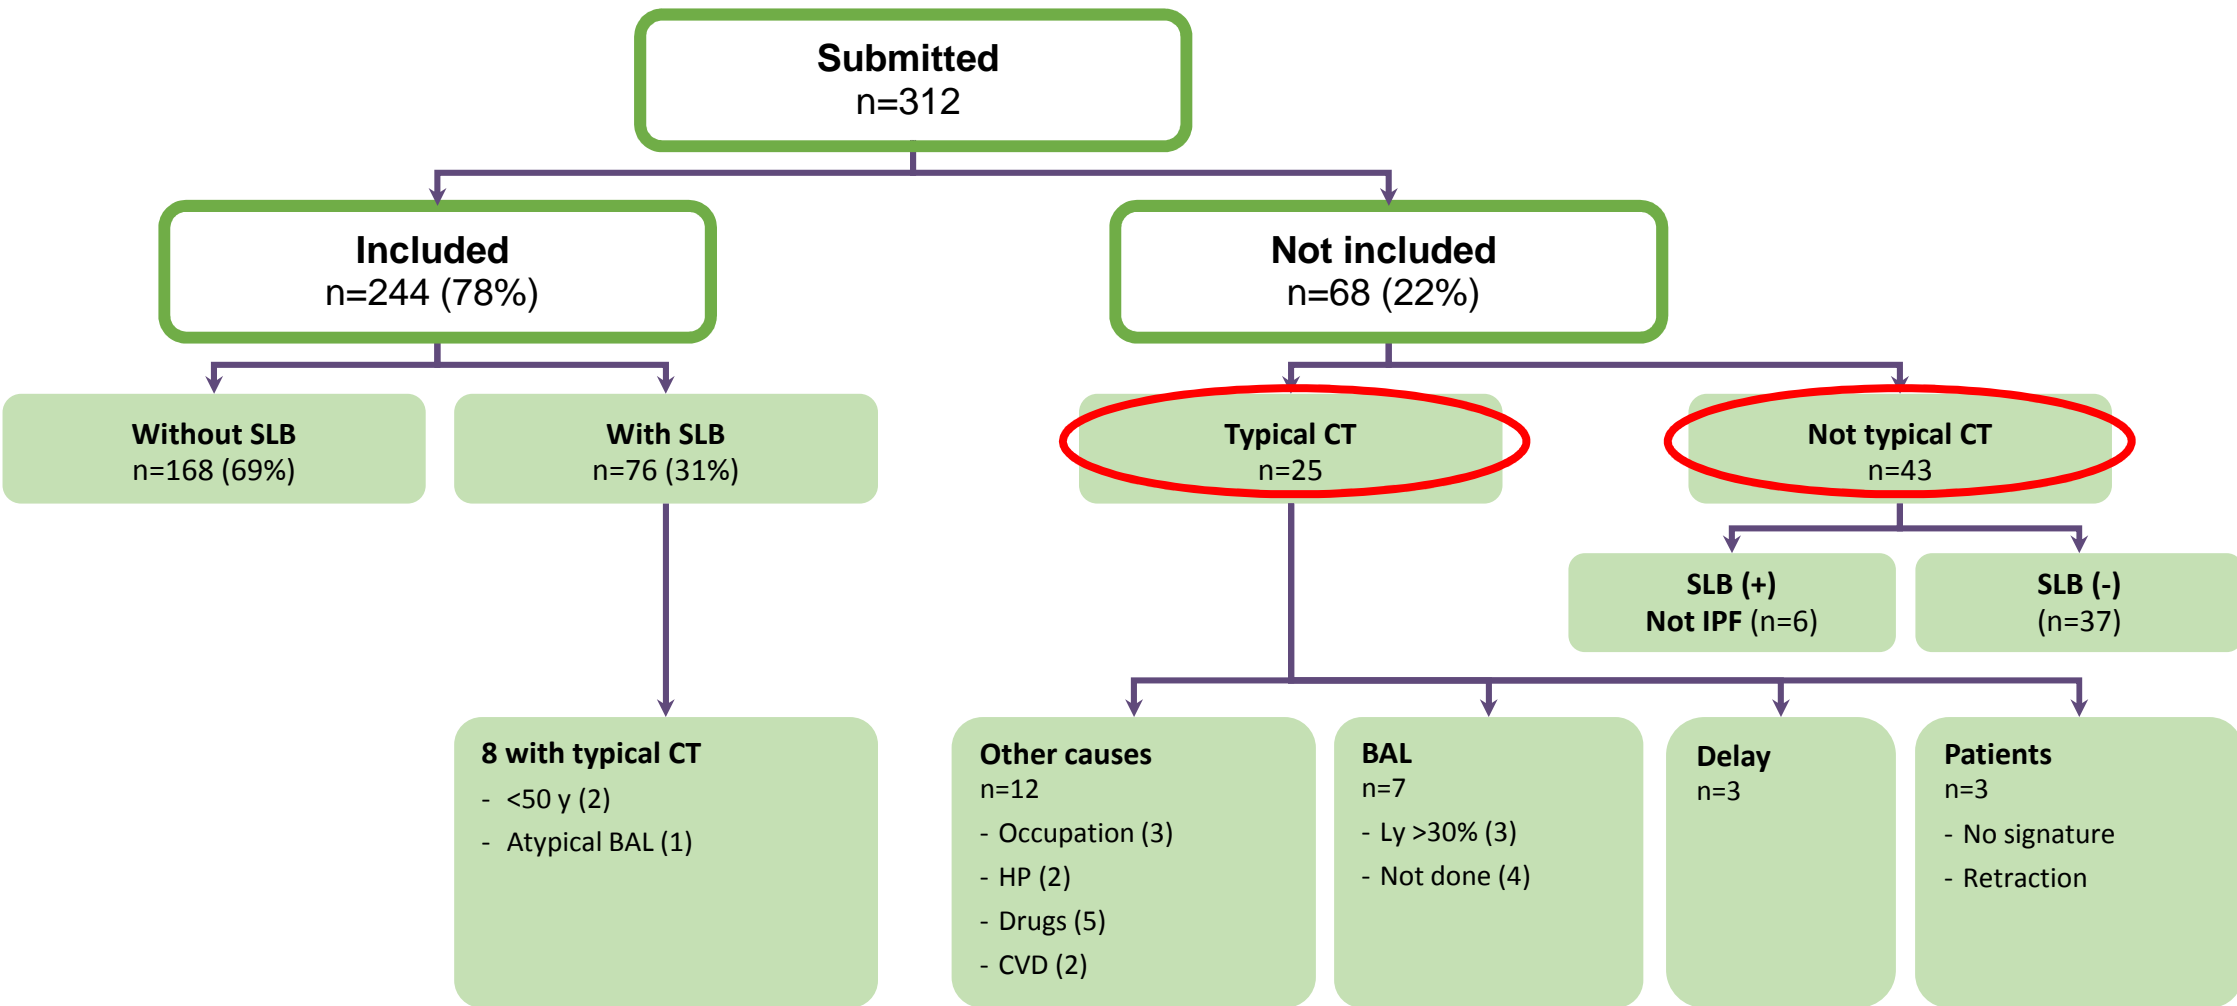 Submitted
n=312
Included
n=244 (78%)
Not included
n=68 (22%)
Without SLB
n=168 (69%)
With SLB
n=76 (31%)
Typical CT
n=25
Not typical CT
n=43
SLB (+)
Not IPF (n=6)
SLB (-)
(n=37)
8 with typical CT
- <50 y (2)
- Atypical BAL (1)
Other causes
n=12
- Occupation (3)
- HP (2)
- Drugs (5)
- CVD (2)
BAL
n=7
- Ly >30% (3)
- Not done (4)
Delay
n=3
Patients
n=3
- No signature
- Retraction